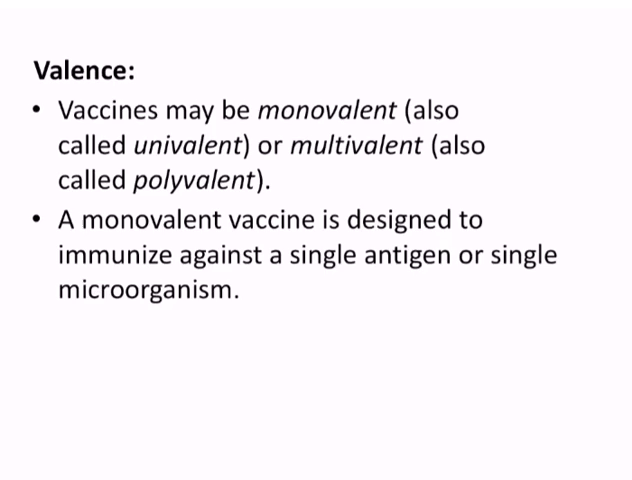 Valence:
• Vaccines may be monovalent (also
called univalent) or multivalent (also
called polyvalent).
• A monovalent vaccine is designed to
immunize against a single antigen or single
microorganism.